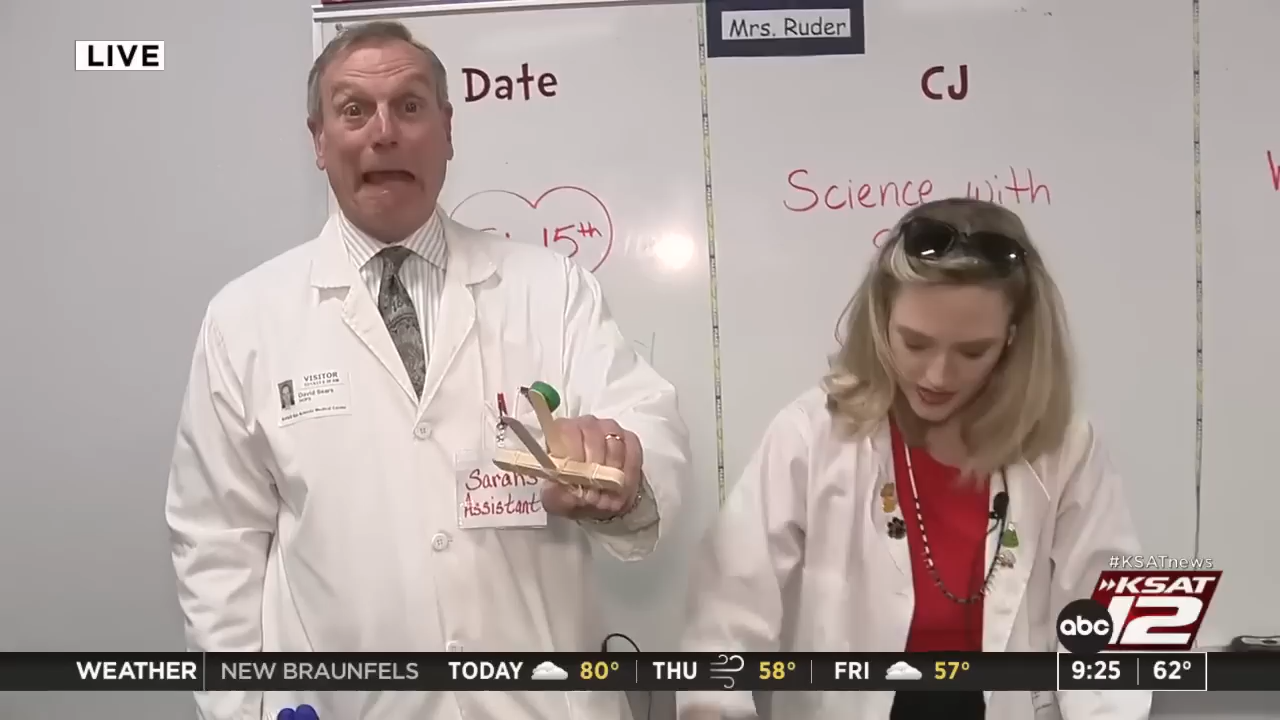 LIVE
Mrs. Ruder
Date
CJ
Science with
15th
VISITOR
David Sears
Sarah's
Assistant
#KSATnews
KSAT
12
abc
WEATHER NEW BRAUNFELS TODAY 80° THU 58° FRI 57° 9:25 62°